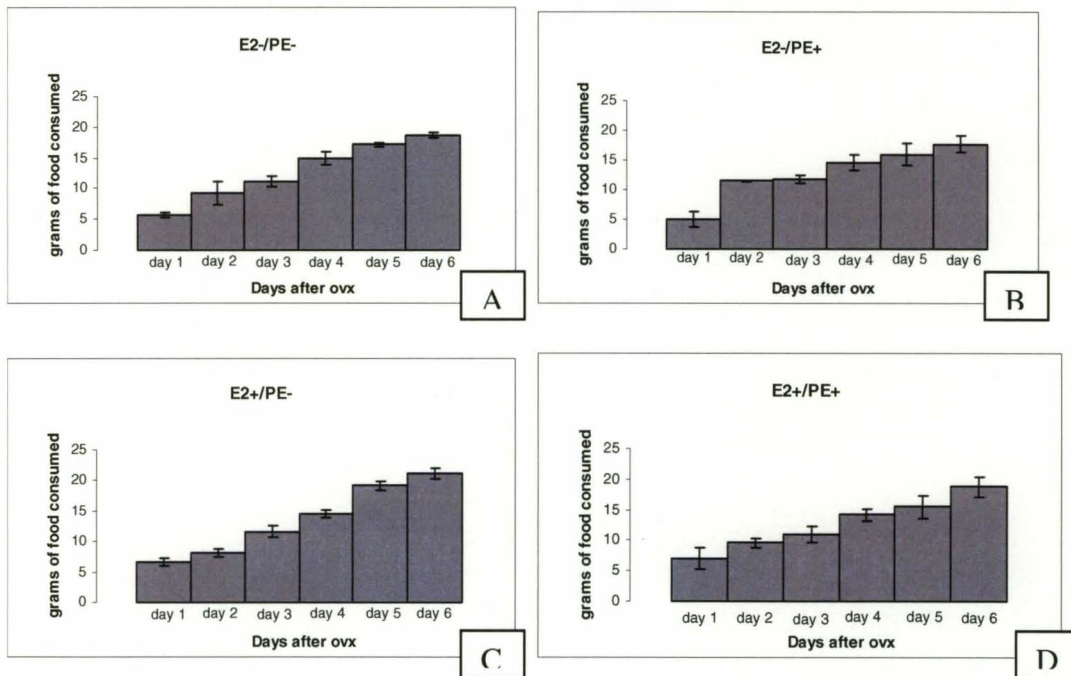 E2-/PE-
grams of food consumed
25
20
15
10
5
0
day 1 day 2 day 3 day 4 day 5 day 6
Days after ovx
A
E2-/PE+
grams of food consumed
25
20
15
10
5
0
day 1 day 2 day 3 day 4 day 5 day 6
Days after ovx
B
E2+/PE-
grams of food consumed
25
20
15
10
5
0
day 1 day 2 day 3 day 4 day 5 day 6
Days after ovx
C
E2+/PE+
grams of food consumed
25
20
15
10
5
0
day 1 day 2 day 3 day 4 day 5 day 6
Days after ovx
D